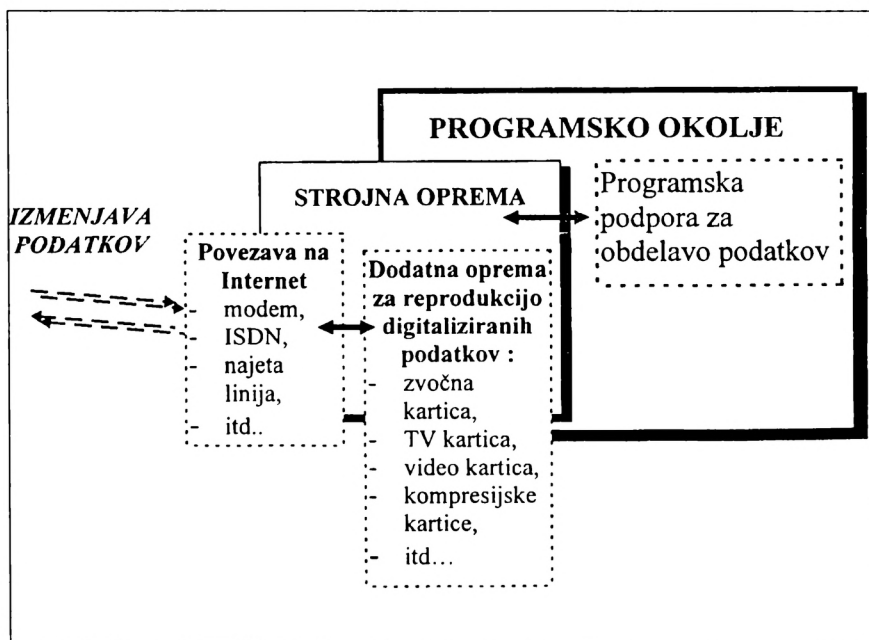 PROGRAMSKO OKOLJE
STROJNA OPREMA
Programska
podpora za
obdelavo podatkov
IZMENJAVA
PODATKOV
Povezava na
Internet
- modem,
- ISDN,
- najeta
linija,
- itd..
Dodatna oprema
za reprodukcijo
digitaliziranih
podatkov :
- zvočna
kartica,
- TV kartica,
- video kartica,
- kompresijske
kartice,
- itd...